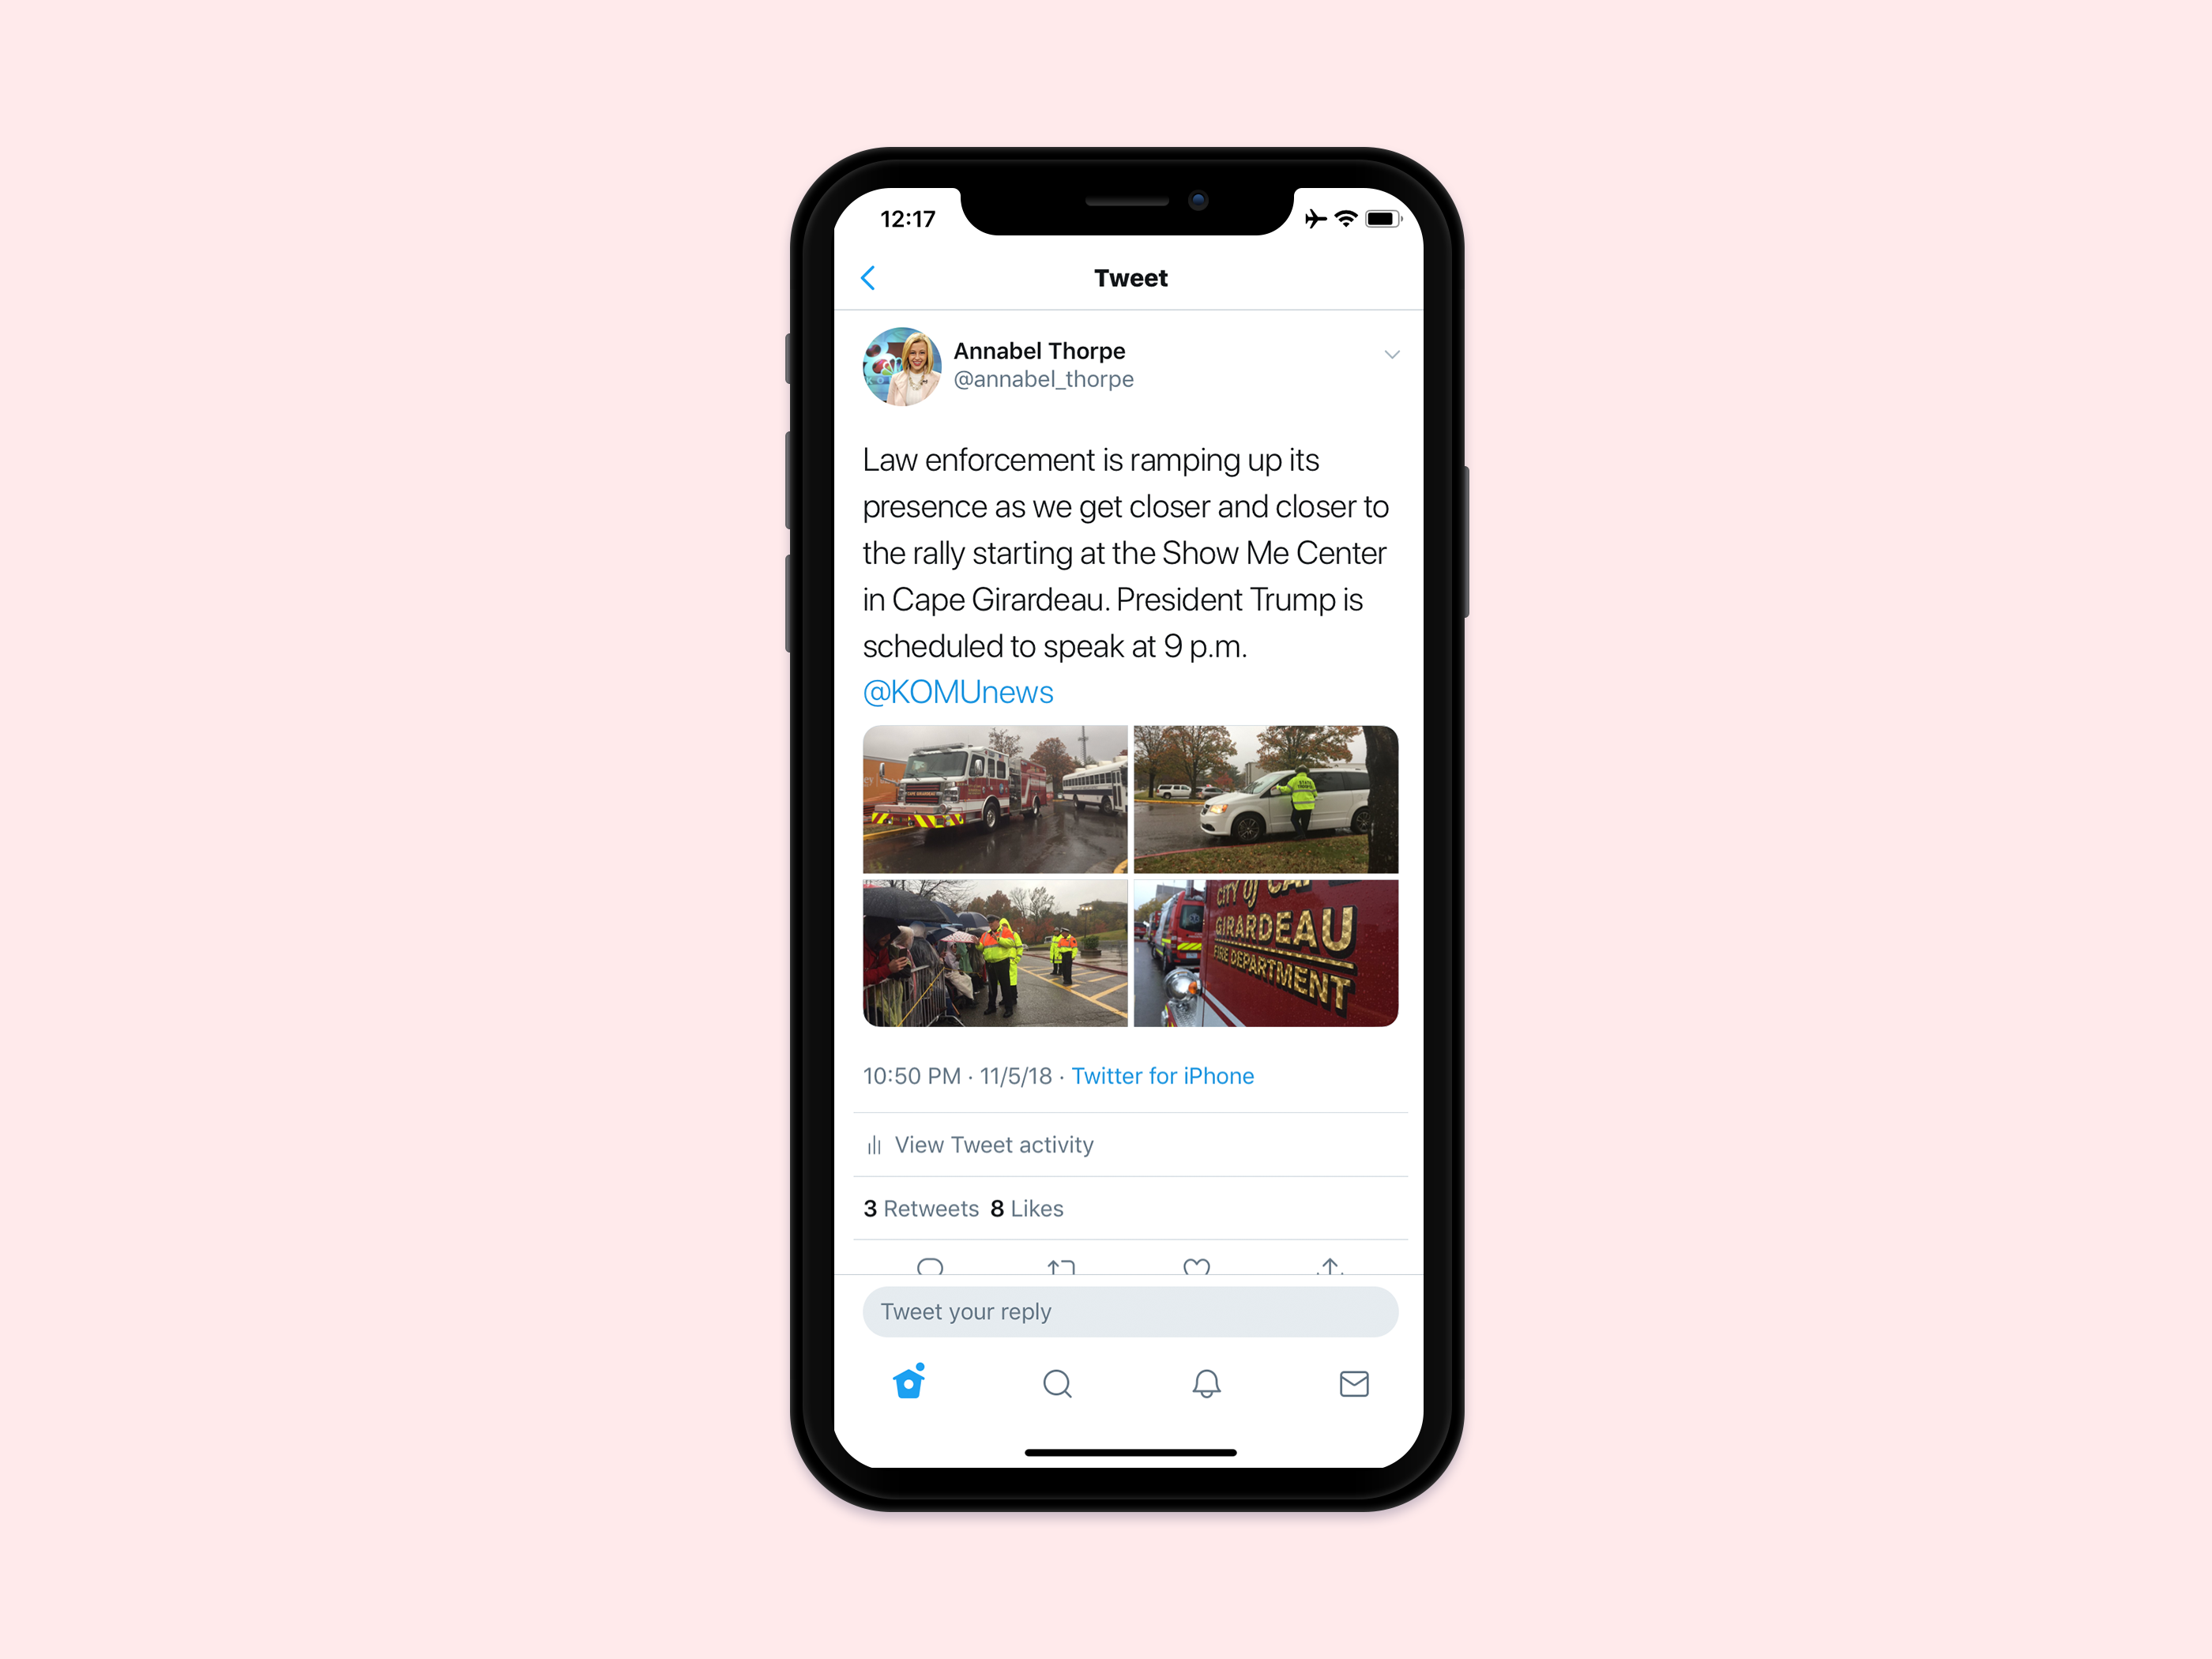 12:17
Tweet
Annabel Thorpe
@annabel_thorpe
Law enforcement is ramping up its
presence as we get closer and closer to
the rally starting at the Show Me Center
in Cape Girardeau. President Trump is
scheduled to speak at 9 p.m.
@KOMUnews
STATE
TROOPER
CITY of CAPE
GIRARDEAU
FIRE DEPARTMENT
10:50 PM · 11/5/18 · Twitter for iPhone
View Tweet activity
3 Retweets 8 Likes
Tweet your reply